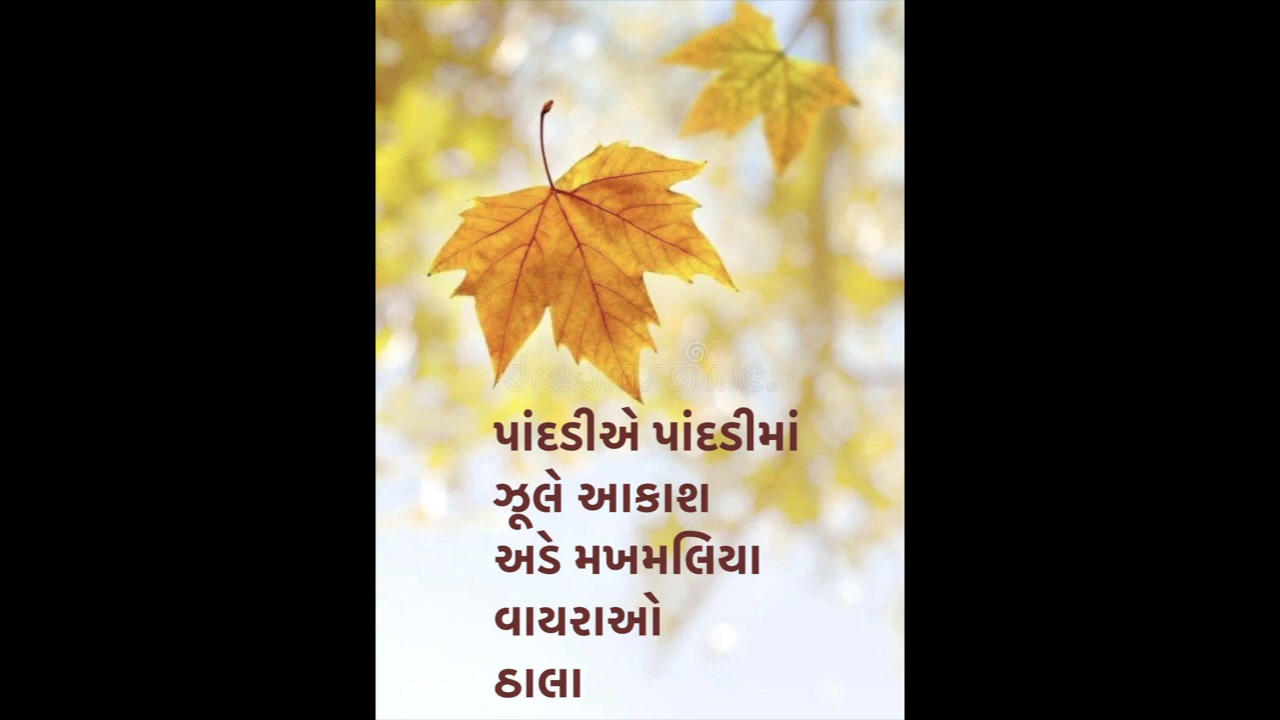 પાંદડીએ પાંદડીમાં
ઝૂલે આકાશ
અડે મખમલિયા
વાયરાઓ
ઠાલા